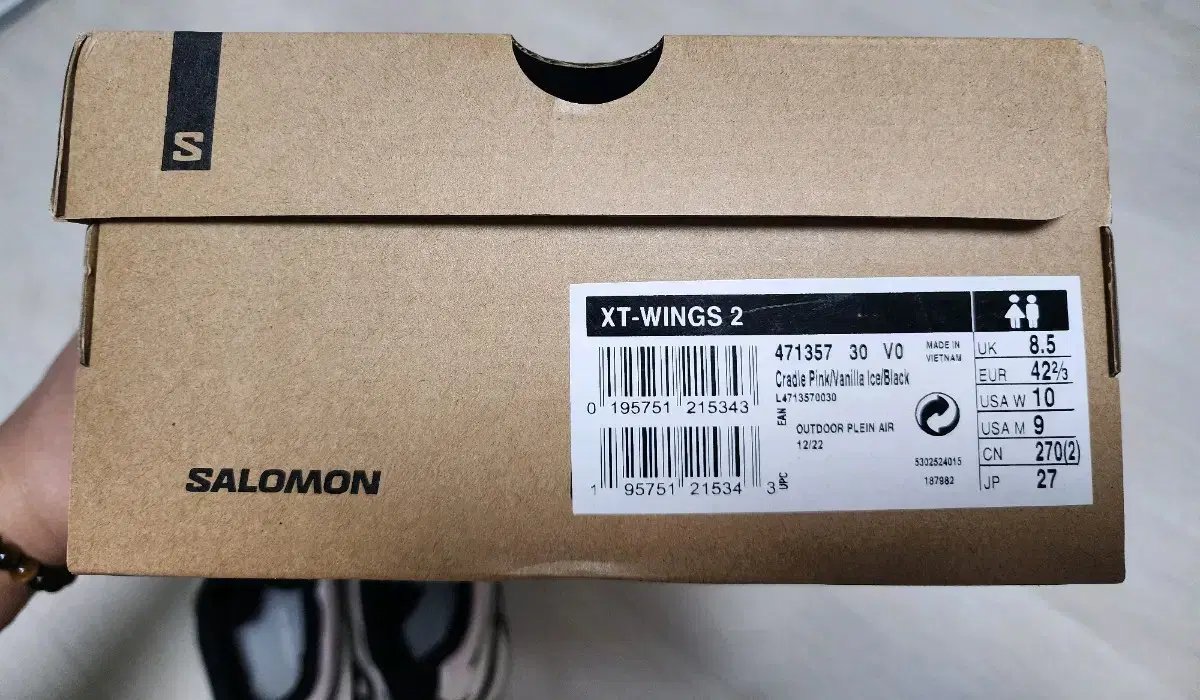 S
SALOMON
XT-WINGS 2
471357 30 V0
MADE IN
VIETNAM
Cradle Pink/Vanilla Ice/Black
L4713570030
0 195751 215343
EAN
OUTDOOR PLEIN AIR
12/22
1 95751 21534 3
UPC
5302524015
187982
UK 8.5
EUR 42⅔
USA W 10
USA M 9
CN 270(2)
JP 27